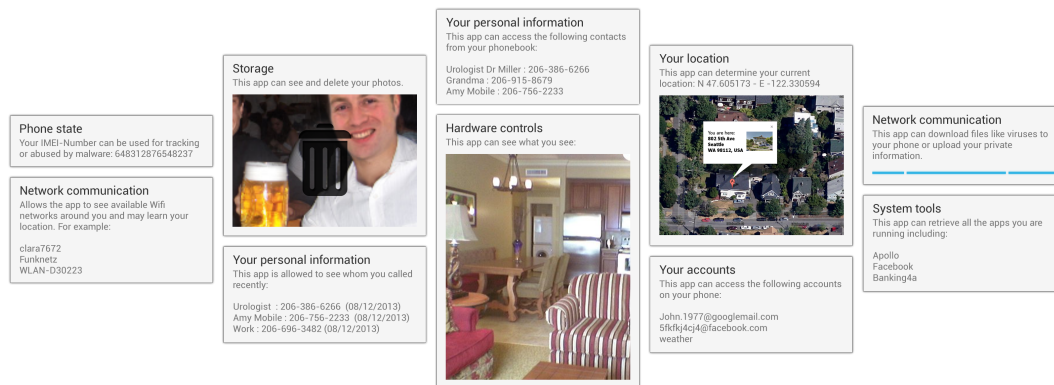 Phone state
Your IMEI-Number can be used for tracking
or abused by malware: 648312876548237
Network communication
Allows the app to see available Wifi
networks around you and may learn your
location. For example:
clara7672
Funknetz
WLAN-D30223
Storage
This app can see and delete your photos.
Your personal information
This app is allowed to see whom you called
recently:
Urologist : 206-386-6266 (08/12/2013)
Amy Mobile : 206-756-2233 (08/12/2013)
Work : 206-696-3482 (08/12/2013)
Your personal information
This app can access the following contacts
from your phonebook:
Urologist Dr Miller : 206-386-6266
Grandma : 206-915-8679
Amy Mobile : 206-756-2233
Hardware controls
This app can see what you see:
Your location
This app can determine your current
location: N 47.605173 - E -122.330594
You are here:
802 5th Ave
Seattle
WA 98112, USA
Your accounts
This app can access the following accounts
on your phone:
John.1977@googlemail.com
5fkfkj4cj4@facebook.com
weather
Network communication
This app can download files like viruses to
your phone or upload your private
information.
System tools
This app can retrieve all the apps you are
running including:
Apollo
Facebook
Banking4a